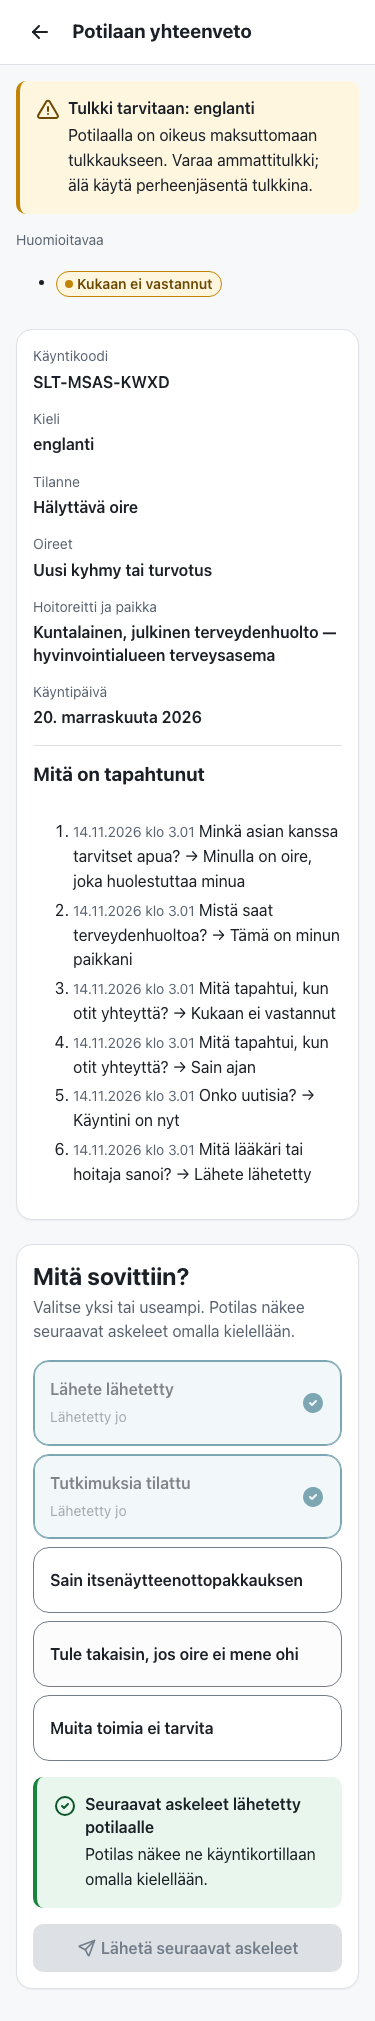 Potilaan yhteenveto
Tulkki tarvitaan: englanti
Potilaalla on oikeus maksuttomaan
tulkkaukseen. Varaa ammattitulkki;
älä käytä perheenjäsentä tulkkina.
Huomioitavaa
Kukaan ei vastannut
Käyntikoodi
SLT-MSAS-KWXD
Kieli
englanti
Tilanne
Hälyttävä oire
Oireet
Uusi kyhmy tai turvotus
Hoitoreitti ja paikka
Kuntalainen, julkinen terveydenhuolto —
hyvinvointialueen terveysasema
Käyntipäivä
20. marraskuuta 2026
Mitä on tapahtunut
1. 14.11.2026 klo 3.01 Minkä asian kanssa
tarvitset apua? → Minulla on oire,
joka huolestuttaa minua
2. 14.11.2026 klo 3.01 Mistä saat
terveydenhuoltoa? → Tämä on minun
paikkani
3. 14.11.2026 klo 3.01 Mitä tapahtui, kun
otit yhteyttä? → Kukaan ei vastannut
4. 14.11.2026 klo 3.01 Mitä tapahtui, kun
otit yhteyttä? → Sain ajan
5. 14.11.2026 klo 3.01 Onko uutisia? →
Käyntini on nyt
6. 14.11.2026 klo 3.01 Mitä lääkäri tai
hoitaja sanoi? → Lähete lähetetty
Mitä sovittiin?
Valitse yksi tai useampi. Potilas näkee
seuraavat askeleet omalla kielellään.
Lähete lähetetty
Lähetetty jo
Tutkimuksia tilattu
Lähetetty jo
Sain itsenäytteenottopakkauksen
Tule takaisin, jos oire ei mene ohi
Muita toimia ei tarvita
Seuraavat askeleet lähetetty
potilaalle
Potilas näkee ne käyntikortillaan
omalla kielellään.
Lähetä seuraavat askeleet